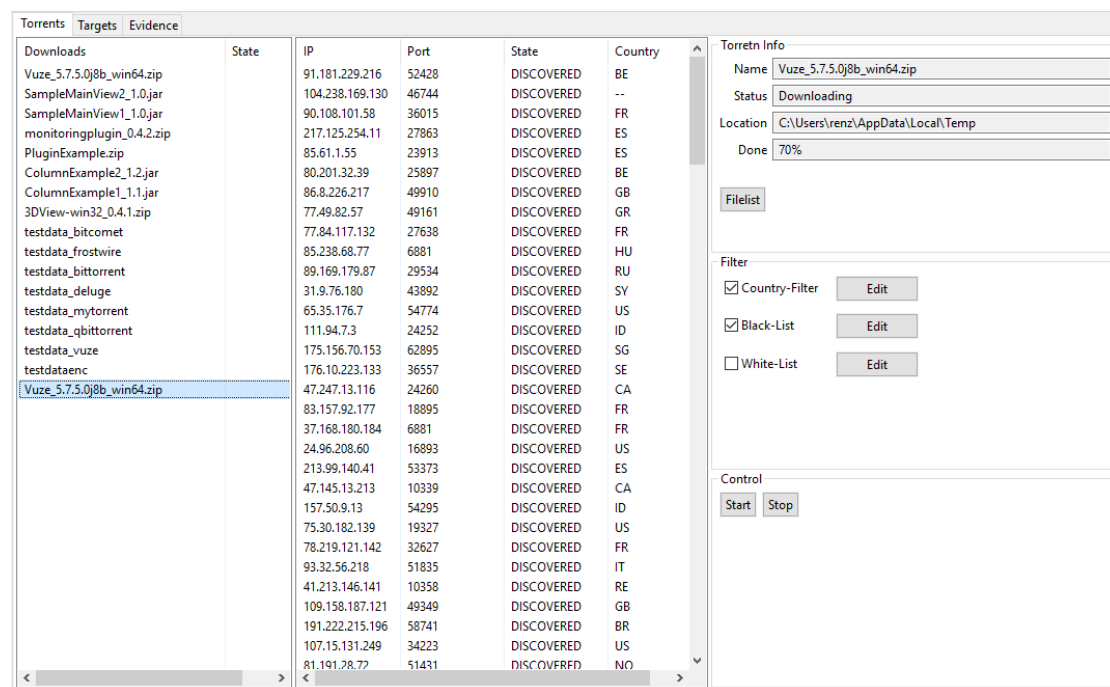 Torrents Targets Evidence
Downloads State
Vuze_5.7.5.0j8b_win64.zip
SampleMainView2_1.0.jar
SampleMainView1_1.0.jar
monitoringplugin_0.4.2.zip
PluginExample.zip
ColumnExample2_1.2.jar
ColumnExample1_1.1.jar
3DView-win32_0.4.1.zip
testdata_bitcomet
testdata_frostwire
testdata_bittorrent
testdata_deluge
testdata_mytorrent
testdata_qbittorrent
testdata_vuze
testdataenc
Vuze_5.7.5.0j8b_win64.zip
IP Port State Country
91.181.229.216 52428 DISCOVERED BE
104.238.169.130 46744 DISCOVERED --
90.108.101.58 36015 DISCOVERED FR
217.125.254.11 27863 DISCOVERED ES
85.61.1.55 23913 DISCOVERED ES
80.201.32.39 25897 DISCOVERED BE
86.8.226.217 49910 DISCOVERED GB
77.49.82.57 49161 DISCOVERED GR
77.84.117.132 27638 DISCOVERED FR
85.238.68.77 6881 DISCOVERED HU
89.169.179.87 29534 DISCOVERED RU
31.9.76.180 43892 DISCOVERED SY
65.35.176.7 54774 DISCOVERED US
111.94.7.3 24252 DISCOVERED ID
175.156.70.153 62895 DISCOVERED SG
176.10.223.133 36557 DISCOVERED SE
47.247.13.116 24260 DISCOVERED CA
83.157.92.177 18895 DISCOVERED FR
37.168.180.184 6881 DISCOVERED FR
24.96.208.60 16893 DISCOVERED US
213.99.140.41 53373 DISCOVERED ES
47.145.13.213 10339 DISCOVERED CA
157.50.9.13 54295 DISCOVERED ID
75.30.182.139 19327 DISCOVERED US
78.219.121.142 32627 DISCOVERED FR
93.32.56.218 51835 DISCOVERED IT
41.213.146.141 10358 DISCOVERED RE
109.158.187.121 49349 DISCOVERED GB
191.222.215.196 58741 DISCOVERED BR
107.15.131.249 34223 DISCOVERED US
81.191.28.72 51431 DISCOVERED NO
Torretn Info
Name Vuze_5.7.5.0j8b_win64.zip
Status Downloading
Location C:\Users\renz\AppData\Local\Temp
Done 70%
Filelist
Filter
Country-Filter Edit
Black-List Edit
White-List Edit
Control
Start Stop